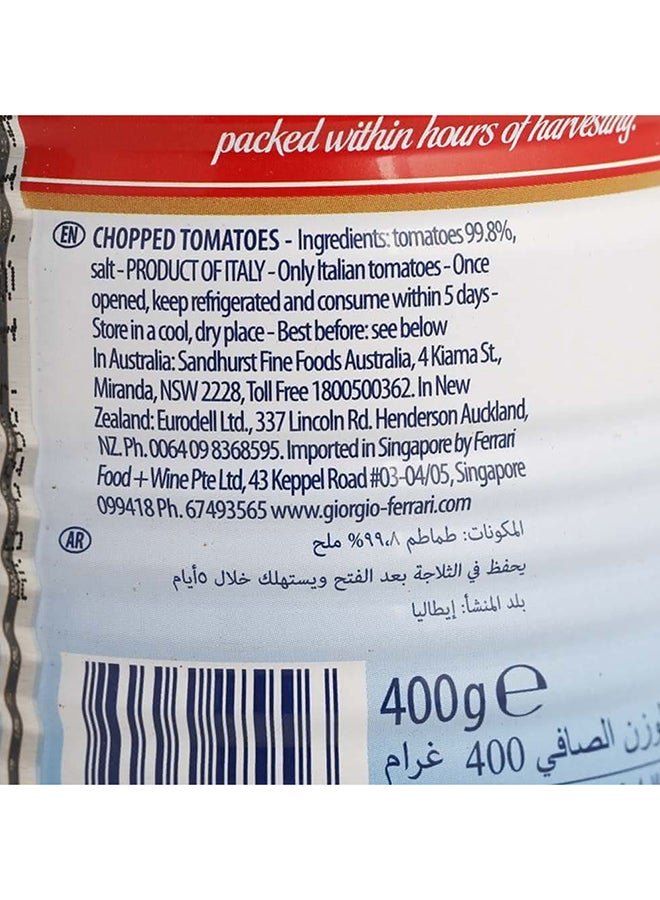 packed within hours of harvesting.
EN CHOPPED TOMATOES - Ingredients: tomatoes 99.8%,
salt - PRODUCT OF ITALY - Only Italian tomatoes - Once
opened, keep refrigerated and consume within 5 days -
Store in a cool, dry place - Best before: see below
In Australia: Sandhurst Fine Foods Australia, 4 Kiama St.,
Miranda, NSW 2228, Toll Free 1800500362. In New
Zealand: Eurodell Ltd., 337 Lincoln Rd. Henderson Auckland,
NZ. Ph. 0064 09 8368595. Imported in Singapore by Ferrari
Food + Wine Pte Ltd, 43 Keppel Road #03-04/05, Singapore
099418 Ph. 67493565 www.giorgio-ferrari.com
AR المكونات: طماطم ٩٩،٨% ملح
يحفظ في الثلاجة بعد الفتح ويستهلك خلال ٥أيام
بلد المنشأ: إيطاليا
400g e
الصافي 400 غرام